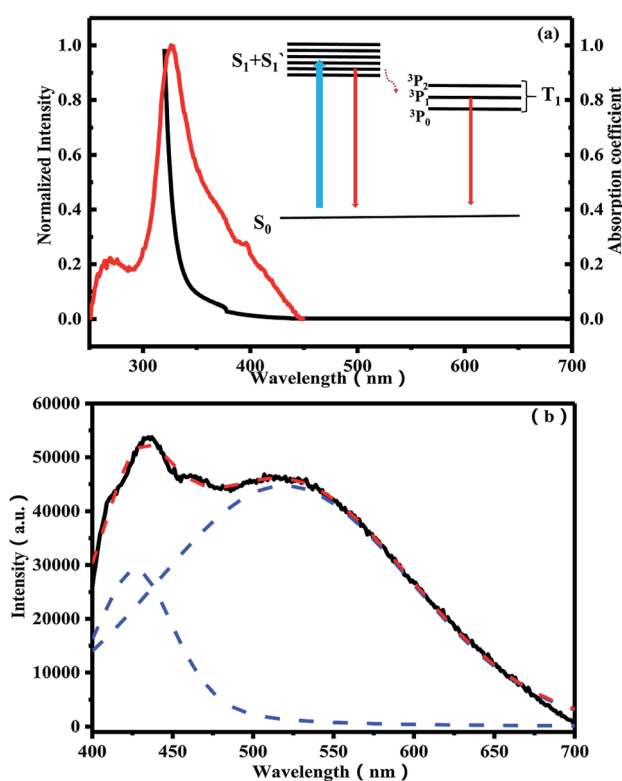 (a)
Normalized Intensity
Absorption coefficient
1.0
0.8
0.6
0.4
0.2
0.0
1.0
0.8
0.6
0.4
0.2
0.0
S₁+S₁`
³P₂
³P₁
³P₀
T₁
S₀
300 400 500 600 700
Wavelength ( nm )
( b )
Intensity ( a.u. )
60000
50000
40000
30000
20000
10000
0
400 450 500 550 600 650 700
Wavelength ( nm )